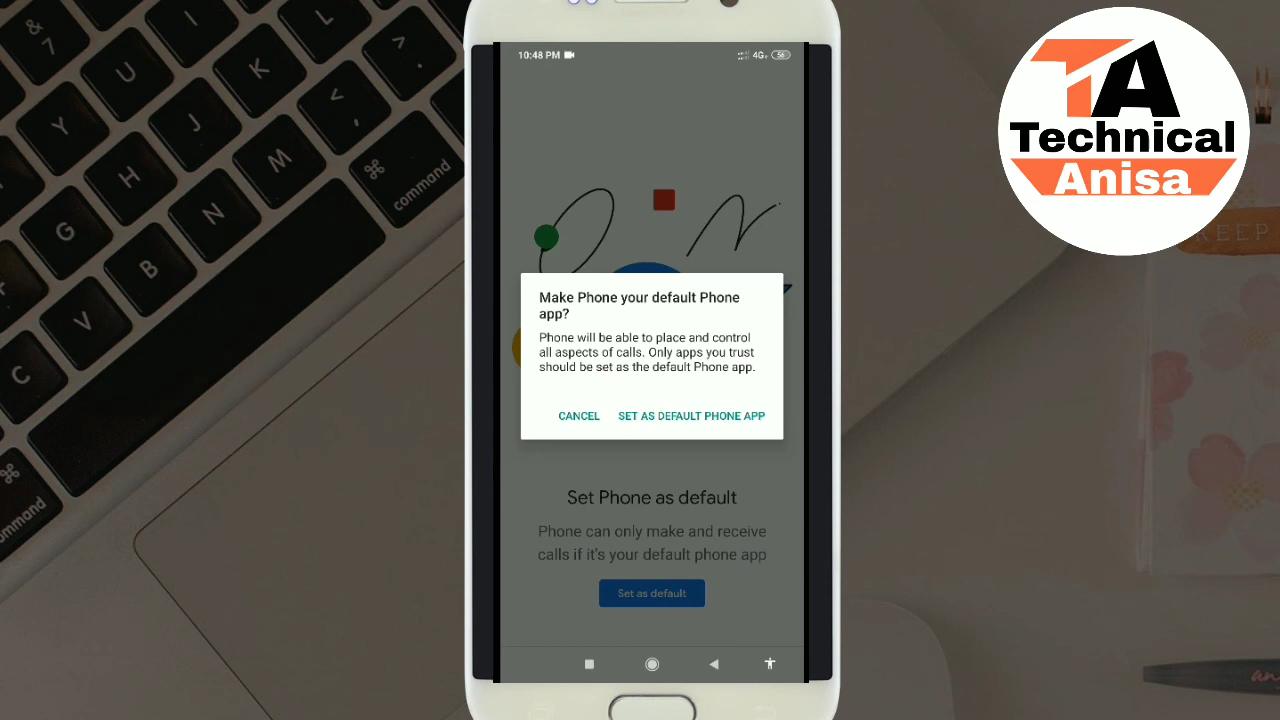 10:48 PM
4G+
56
TA
Technical
Anisa
Make Phone your default Phone
app?
Phone will be able to place and control
all aspects of calls. Only apps you trust
should be set as the default Phone app.
CANCEL
SET AS DEFAULT PHONE APP
Set Phone as default
Phone can only make and receive
calls if it's your default phone app
Set as default
&
7
U
I
K
L
<
,
>
.
Y
H
J
M
⌘
command
G
B
N
F
V
C
⌘
command
KEEP